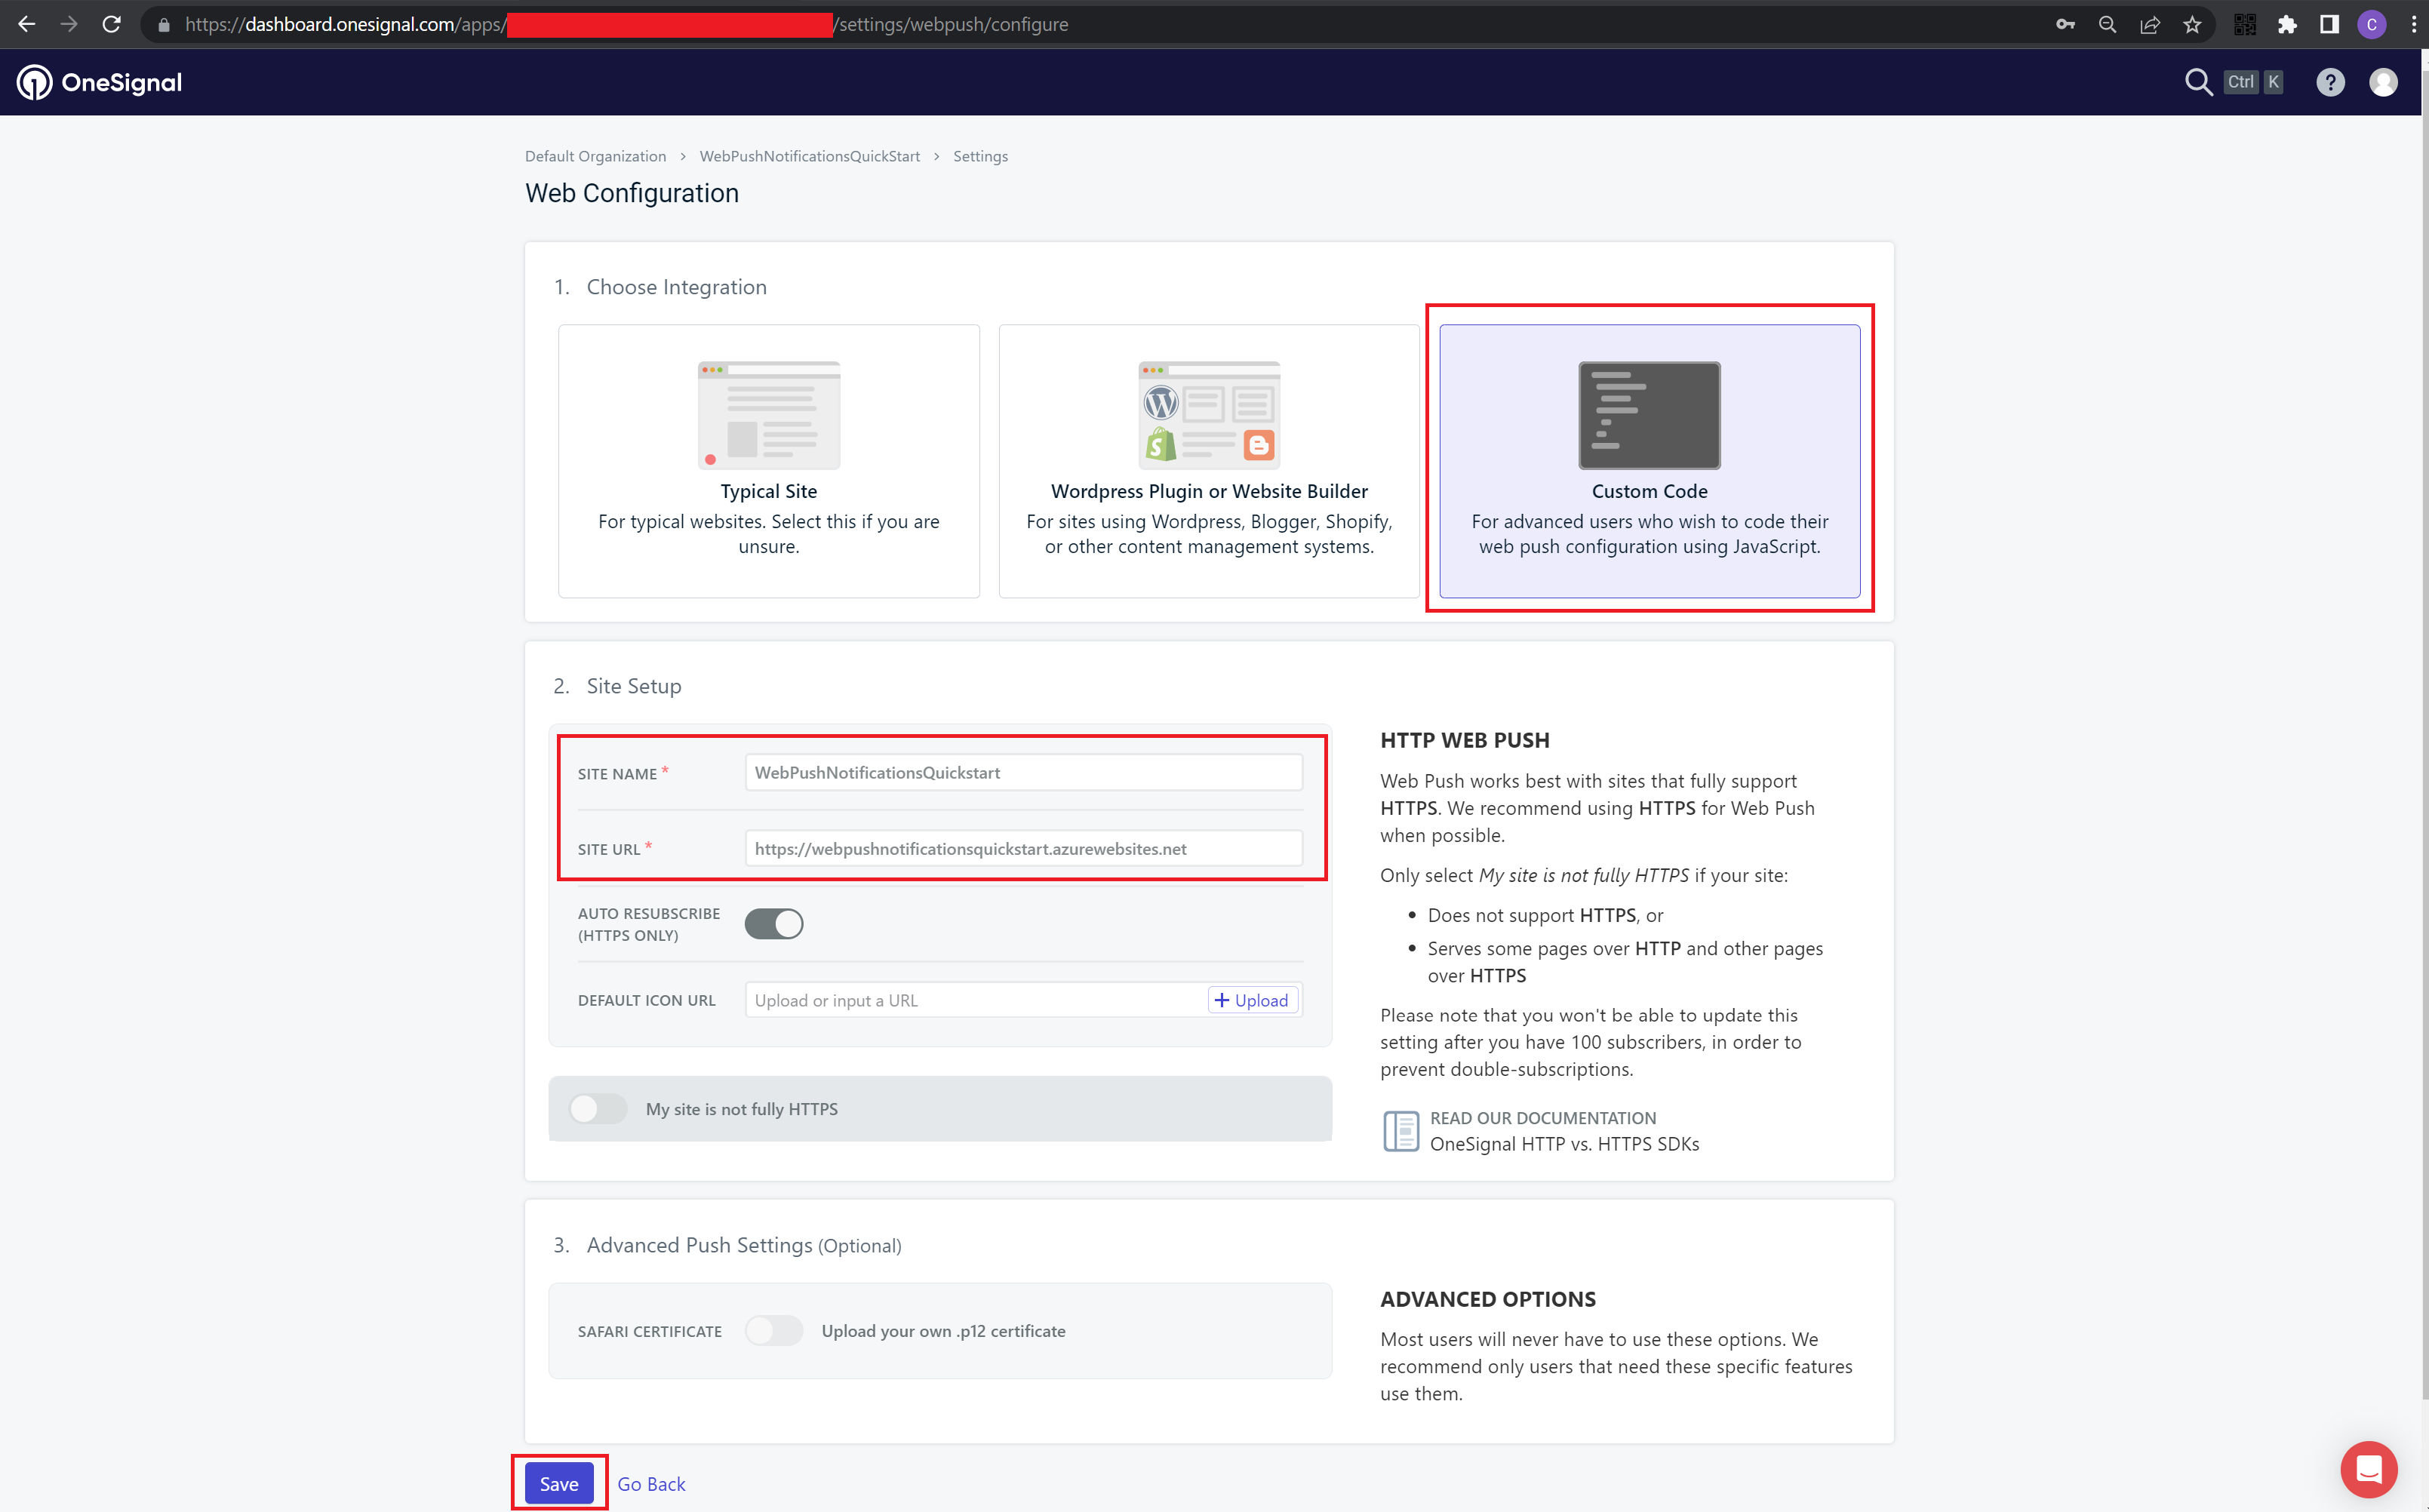 https://dashboard.onesignal.com/apps/
/settings/webpush/configure
C
OneSignal
Ctrl K
?
Default Organization > WebPushNotificationsQuickStart > Settings
Web Configuration
1. Choose Integration
Typical Site
For typical websites. Select this if you are
unsure.
Wordpress Plugin or Website Builder
For sites using Wordpress, Blogger, Shopify,
or other content management systems.
Custom Code
For advanced users who wish to code their
web push configuration using JavaScript.
2. Site Setup
SITE NAME *
WebPushNotificationsQuickstart
SITE URL *
https://webpushnotificationsquickstart.azurewebsites.net
AUTO RESUBSCRIBE
(HTTPS ONLY)
DEFAULT ICON URL
Upload or input a URL
+ Upload
My site is not fully HTTPS
HTTP WEB PUSH
Web Push works best with sites that fully support
HTTPS. We recommend using HTTPS for Web Push
when possible.
Only select My site is not fully HTTPS if your site:
• Does not support HTTPS, or
• Serves some pages over HTTP and other pages
over HTTPS
Please note that you won't be able to update this
setting after you have 100 subscribers, in order to
prevent double-subscriptions.
READ OUR DOCUMENTATION
OneSignal HTTP vs. HTTPS SDKs
3. Advanced Push Settings (Optional)
SAFARI CERTIFICATE
Upload your own .p12 certificate
ADVANCED OPTIONS
Most users will never have to use these options. We
recommend only users that need these specific features
use them.
Save
Go Back